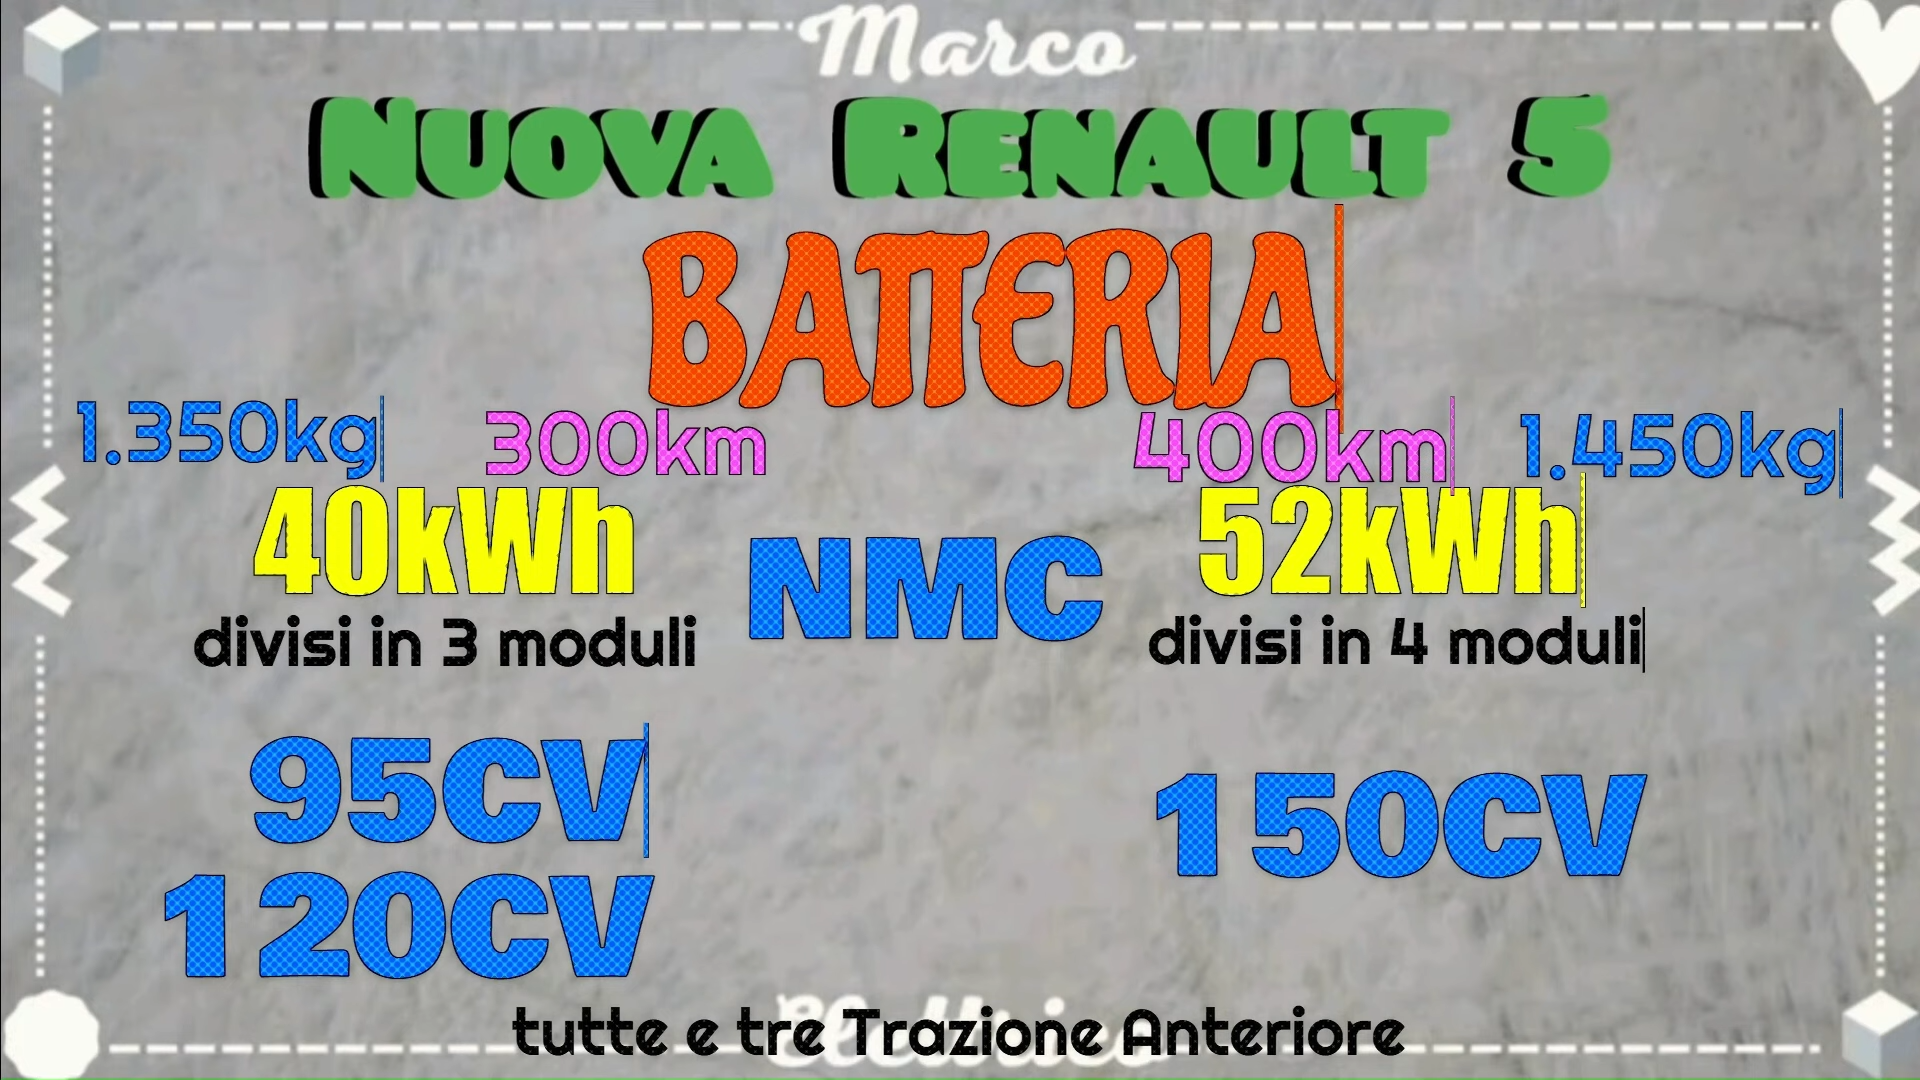 Marco
Nuova Renault 5
BATTERIA
1.350kg 300km 400km 1.450kg
40kWh NMC 52kWh
divisi in 3 moduli divisi in 4 moduli
95CV 150CV
120CV
tutte e tre Trazione Anteriore